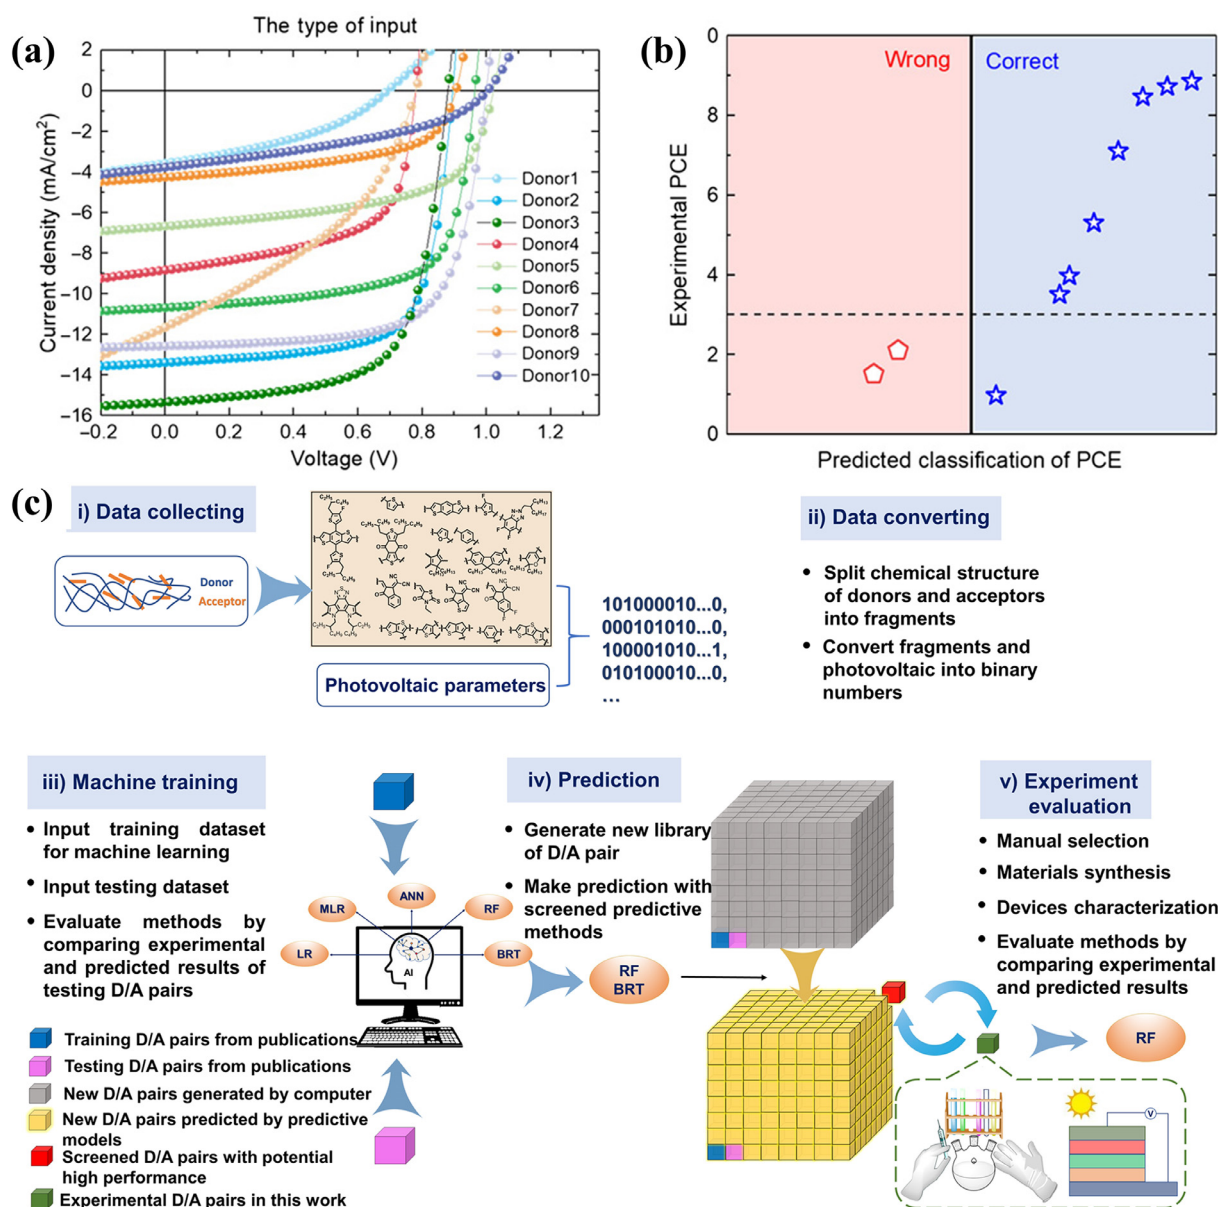 (a)
The type of input
Current density (mA/cm²)
2
0
−2
−4
−6
−8
−10
−12
−14
−16
−0.2
0.0
0.2
0.4
0.6
0.8
1.0
1.2
Voltage (V)
Donor1
Donor2
Donor3
Donor4
Donor5
Donor6
Donor7
Donor8
Donor9
Donor10
(b)
Experimental PCE
0
8
6
4
2
0
Wrong
Correct
Predicted classification of PCE
(c)
i) Data collecting
Donor
Acceptor
Photovoltaic parameters
101000010...0,
000101010...0,
100001010...1,
010100010...0,
...
ii) Data converting
• Split chemical structure
of donors and acceptors
into fragments
• Convert fragments and
photovoltaic into binary
numbers
iii) Machine training
• Input training dataset
for machine learning
• Input testing dataset
• Evaluate methods by
comparing experimental
and predicted results of
testing D/A pairs
LR
MLR
ANN
RF
BRT
AI
iv) Prediction
• Generate new library
of D/A pair
• Make prediction with
screened predictive
methods
RF
BRT
v) Experiment
evaluation
• Manual selection
• Materials synthesis
• Devices characterization
• Evaluate methods by
comparing experimental
and predicted results
RF
V
Training D/A pairs from publications
Testing D/A pairs from publications
New D/A pairs generated by computer
New D/A pairs predicted by predictive
models
Screened D/A pairs with potential
high performance
Experimental D/A pairs in this work